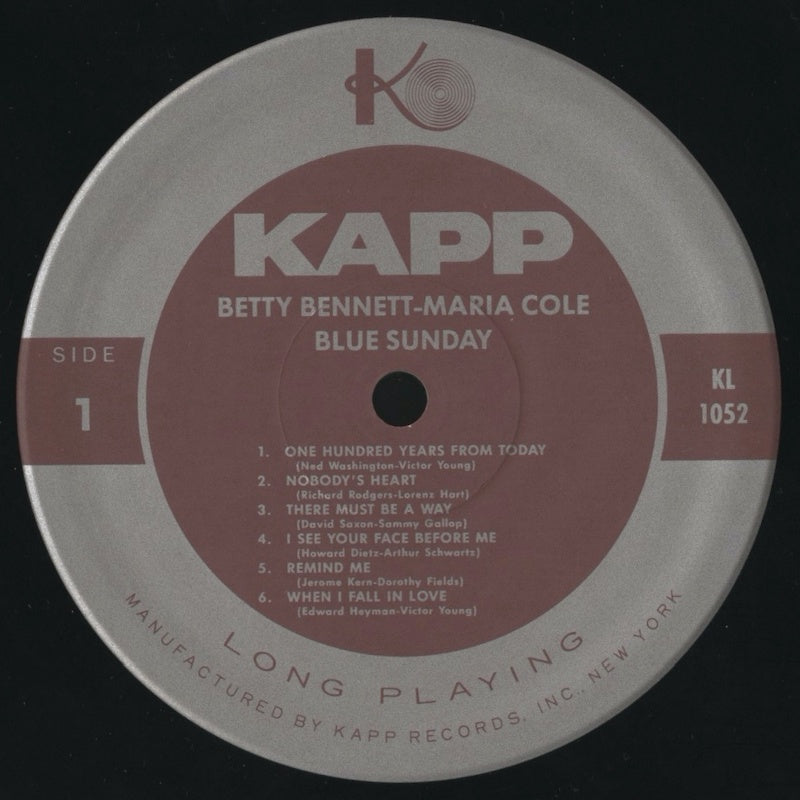 K
KAPP
BETTY BENNETT-MARIA COLE
BLUE SUNDAY
SIDE
1
KL
1052
1. ONE HUNDRED YEARS FROM TODAY
(Ned Washington-Victor Young)
2. NOBODY'S HEART
(Richard Rodgers-Lorenz Hart)
3. THERE MUST BE A WAY
(David Saxon-Sammy Gallop)
4. I SEE YOUR FACE BEFORE ME
(Howard Dietz-Arthur Schwartz)
5. REMIND ME
(Jerome Kern-Dorothy Fields)
6. WHEN I FALL IN LOVE
(Edward Heyman-Victor Young)
LONG PLAYING
MANUFACTURED BY KAPP RECORDS, INC., NEW YORK